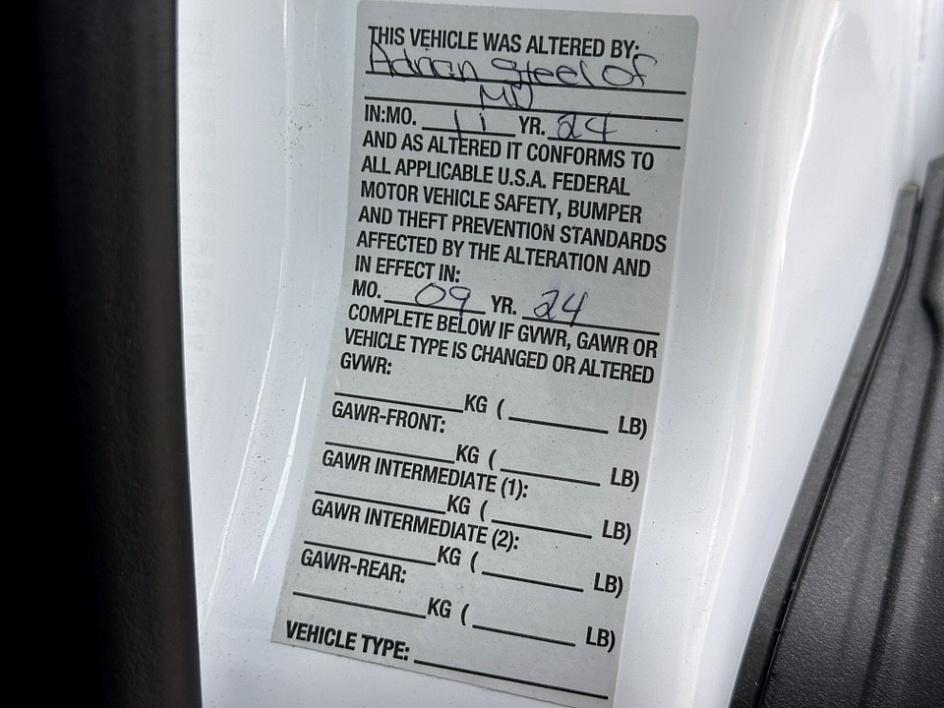 THIS VEHICLE WAS ALTERED BY:
Adrian Steel Of
MD
IN:MO. 11 YR. 24
AND AS ALTERED IT CONFORMS TO
ALL APPLICABLE U.S.A. FEDERAL
MOTOR VEHICLE SAFETY, BUMPER
AND THEFT PREVENTION STANDARDS
AFFECTED BY THE ALTERATION AND
IN EFFECT IN:
MO. 09 YR. 24
COMPLETE BELOW IF GVWR, GAWR OR
VEHICLE TYPE IS CHANGED OR ALTERED
GVWR:
KG ( LB)
GAWR-FRONT:
KG ( LB)
GAWR INTERMEDIATE (1):
KG ( LB)
GAWR INTERMEDIATE (2):
KG ( LB)
GAWR-REAR:
KG ( LB)
VEHICLE TYPE: